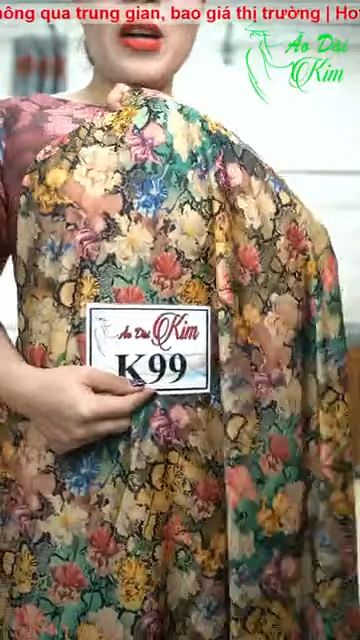 hông qua trung gian, bao giá thị trường | Ho
Áo Dài
Kim
Áo Dài Kim
K99